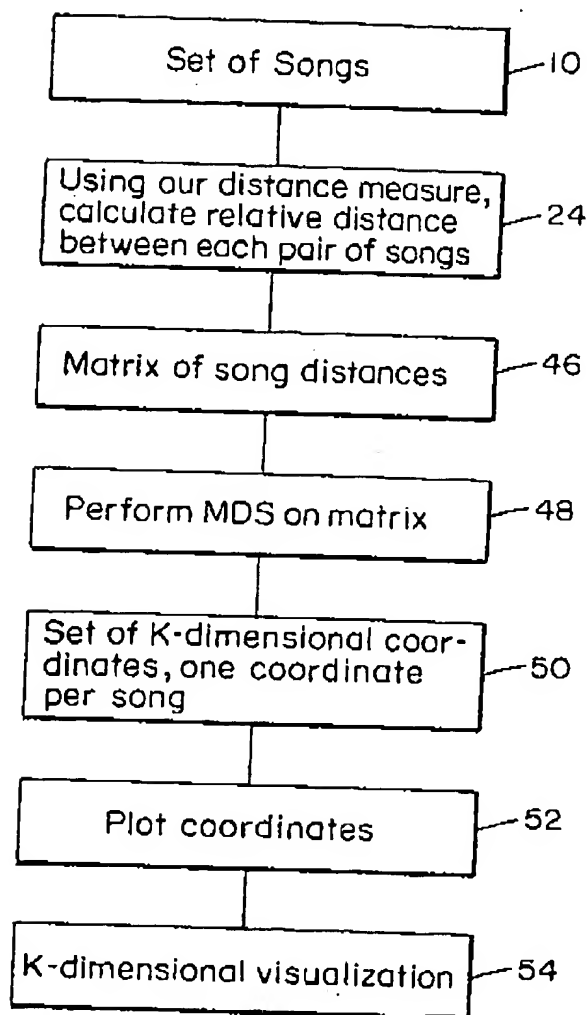 Set of Songs
10
Using our distance measure,
calculate relative distance
between each pair of songs
24
Matrix of song distances
46
Perform MDS on matrix
48
Set of K-dimensional coor-
dinates, one coordinate
per song
50
Plot coordinates
52
K-dimensional visualization
54